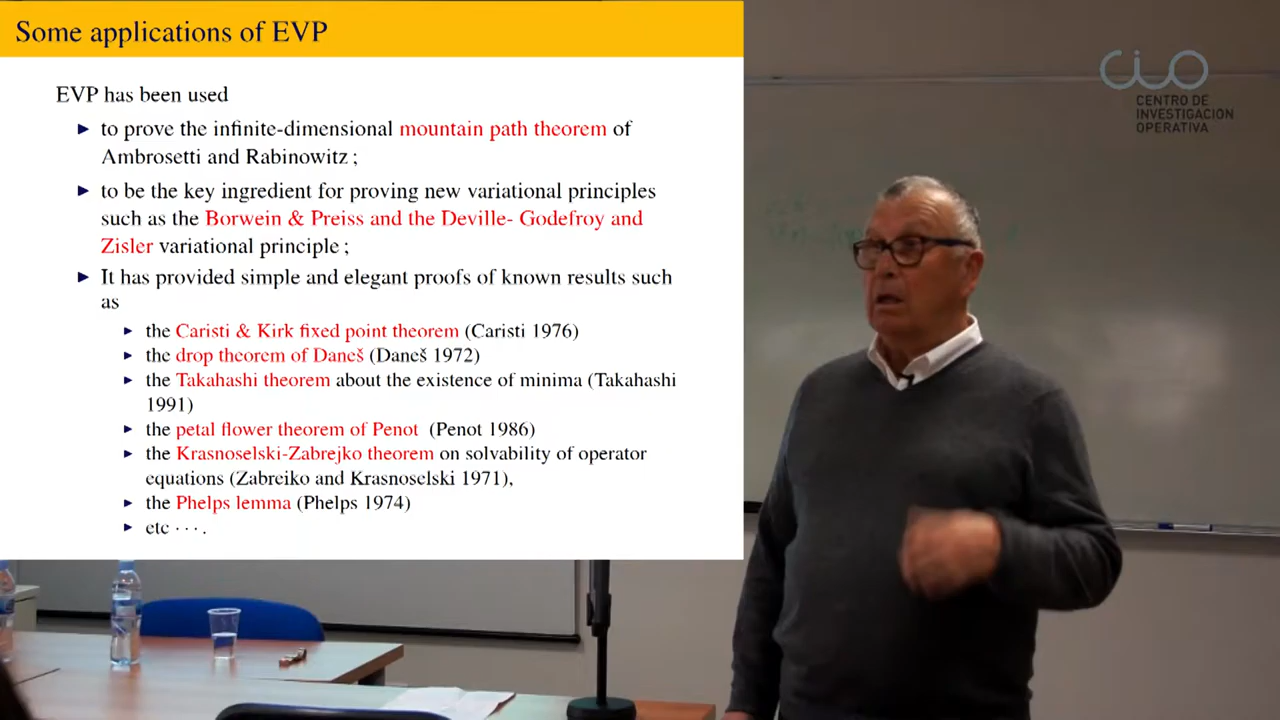 Some applications of EVP
EVP has been used
▶ to prove the infinite-dimensional mountain path theorem of
Ambrosetti and Rabinowitz ;
▶ to be the key ingredient for proving new variational principles
such as the Borwein & Preiss and the Deville- Godefroy and
Zisler variational principle ;
▶ It has provided simple and elegant proofs of known results such
as
▶ the Caristi & Kirk fixed point theorem (Caristi 1976)
▶ the drop theorem of Daneš (Daneš 1972)
▶ the Takahashi theorem about the existence of minima (Takahashi
1991)
▶ the petal flower theorem of Penot (Penot 1986)
▶ the Krasnoselski-Zabrejko theorem on solvability of operator
equations (Zabreiko and Krasnoselski 1971),
▶ the Phelps lemma (Phelps 1974)
▶ etc · · · .
CIO
CENTRO DE
INVESTIGACION
OPERATIVA